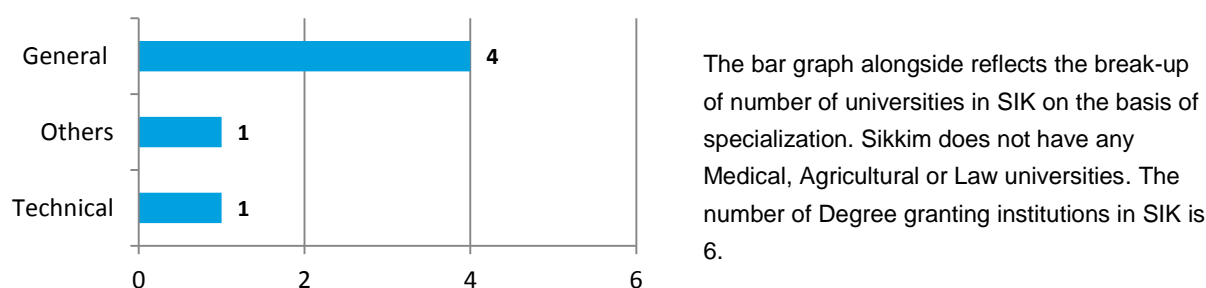 General 4
Others 1
Technical 1
0 2 4 6
The bar graph alongside reflects the break-up
of number of universities in SIK on the basis of
specialization. Sikkim does not have any
Medical, Agricultural or Law universities. The
number of Degree granting institutions in SIK is
6.